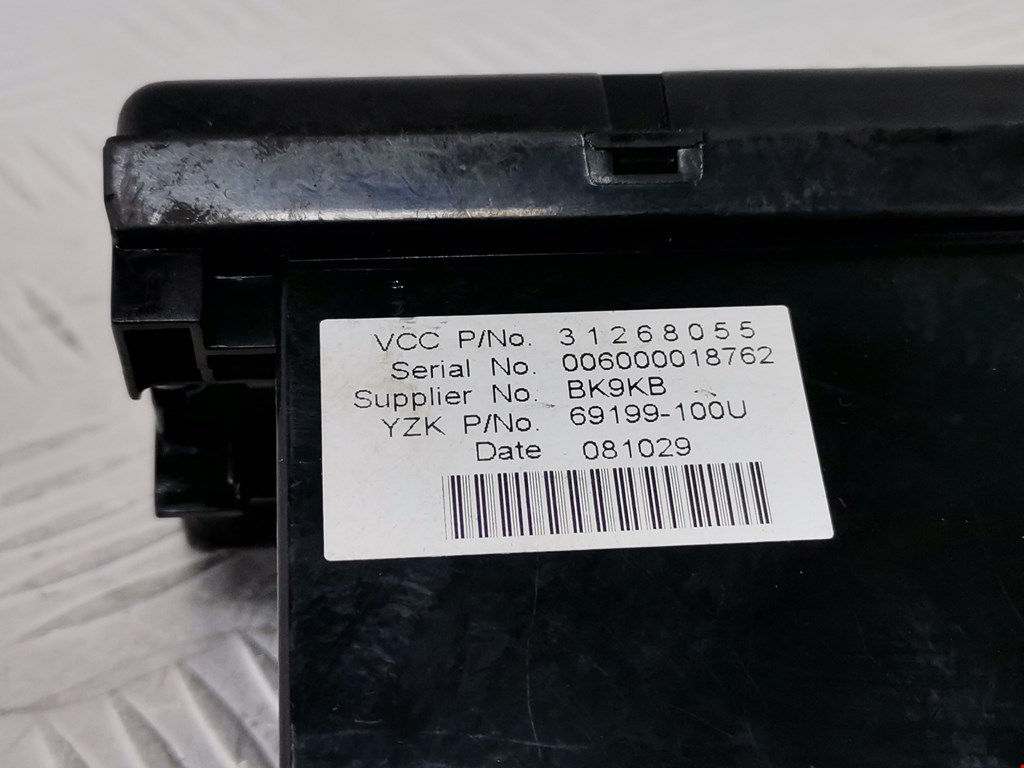 VCC P/No. 31268055
Serial No. 006000018762
Supplier No. BK9KB
YZK P/No. 69199-100U
Date 081029